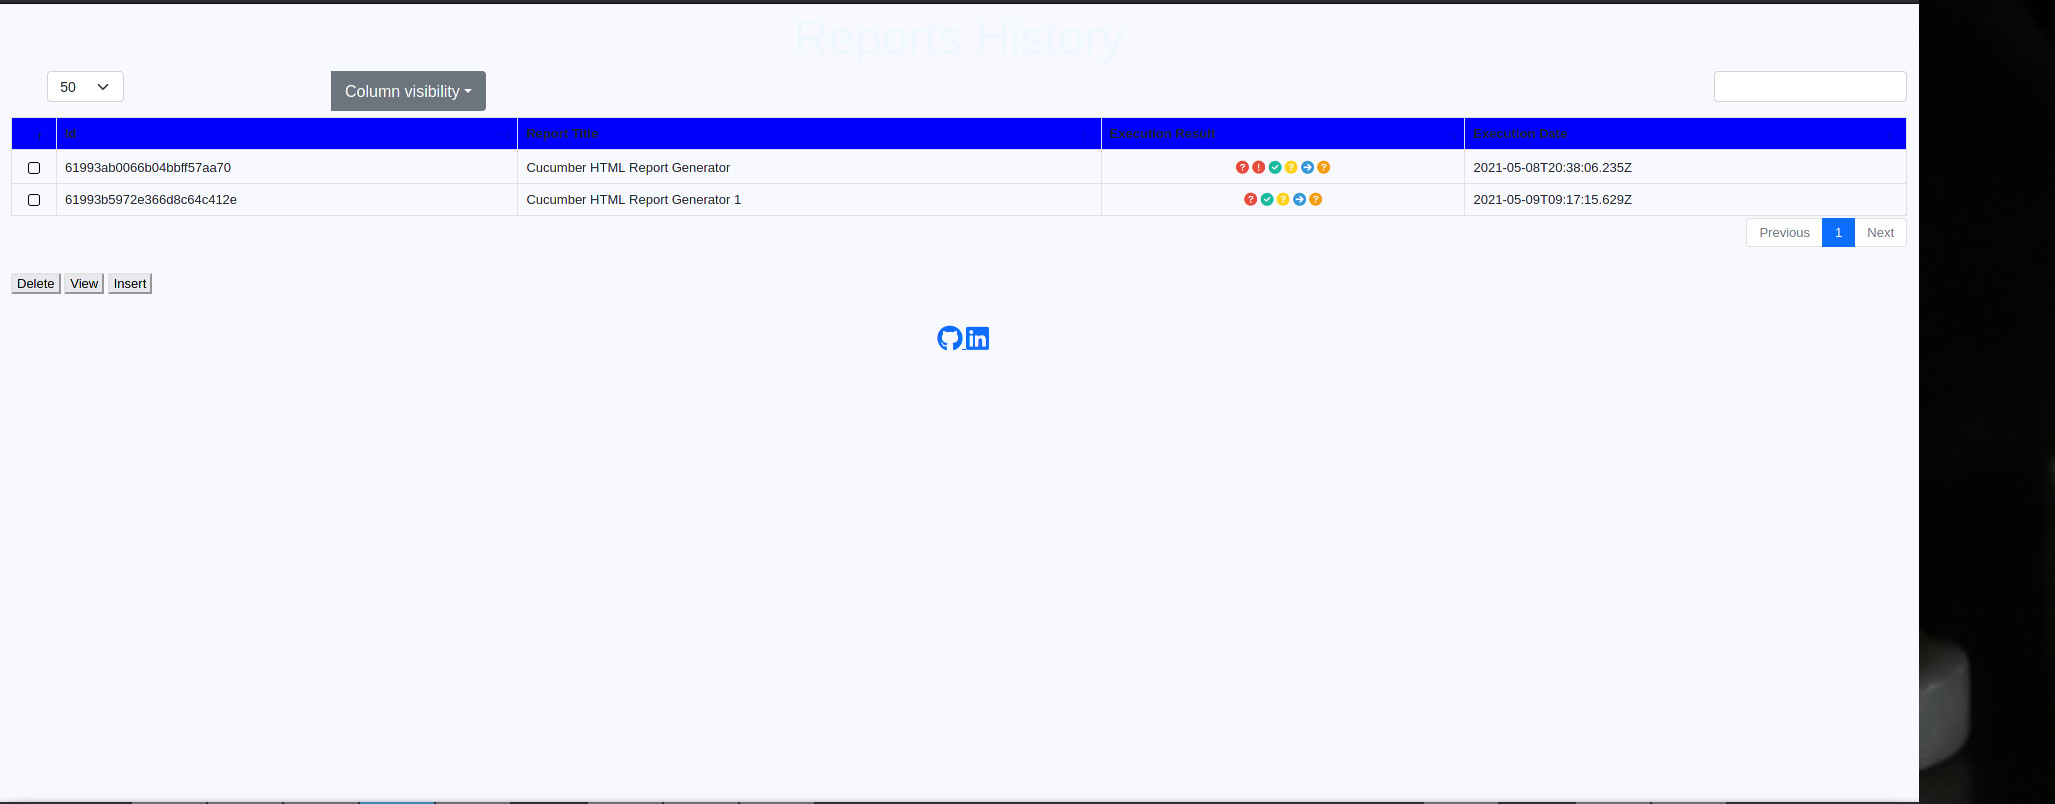 Reports History
50
Column visibility
Id Report Title Execution Result Execution Date
61993ab0066b04bbff57aa70 Cucumber HTML Report Generator 2021-05-08T20:38:06.235Z
61993b5972e366d8c64c412e Cucumber HTML Report Generator 1 2021-05-09T09:17:15.629Z
Previous 1 Next
Delete View Insert
in